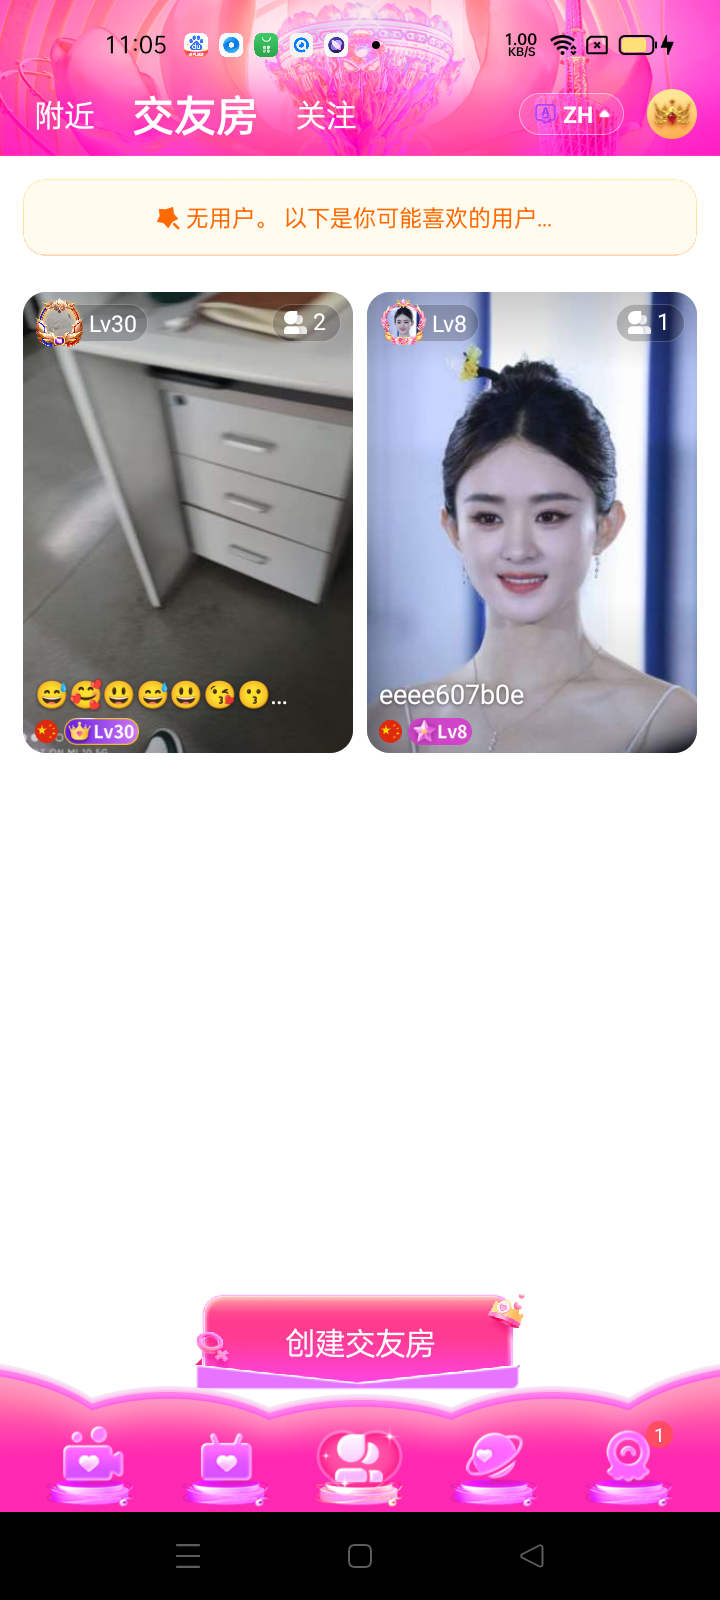 11:05
1.00
KB/S
附近 交友房 关注
ZH
无用户。 以下是你可能喜欢的用户...
Lv30
2
Lv8
1
😅🥰😃😅😃😘😗...
Lv30
eeee607b0e
Lv8
创建交友房
1